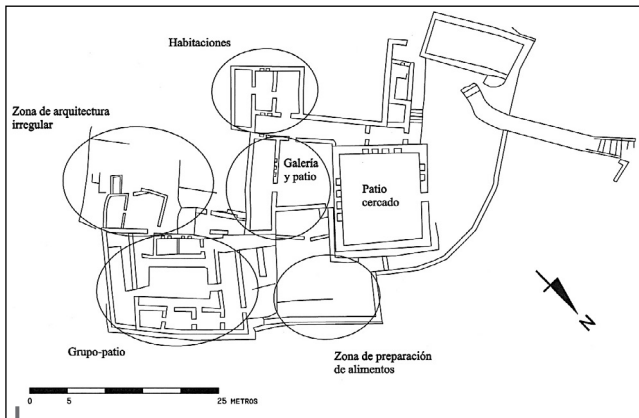 Habitaciones
Zona de arquitectura
irregular
Galería
y patio
Patio
cercado
N
Grupo-patio
Zona de preparación
de alimentos
0 5 25 METROS